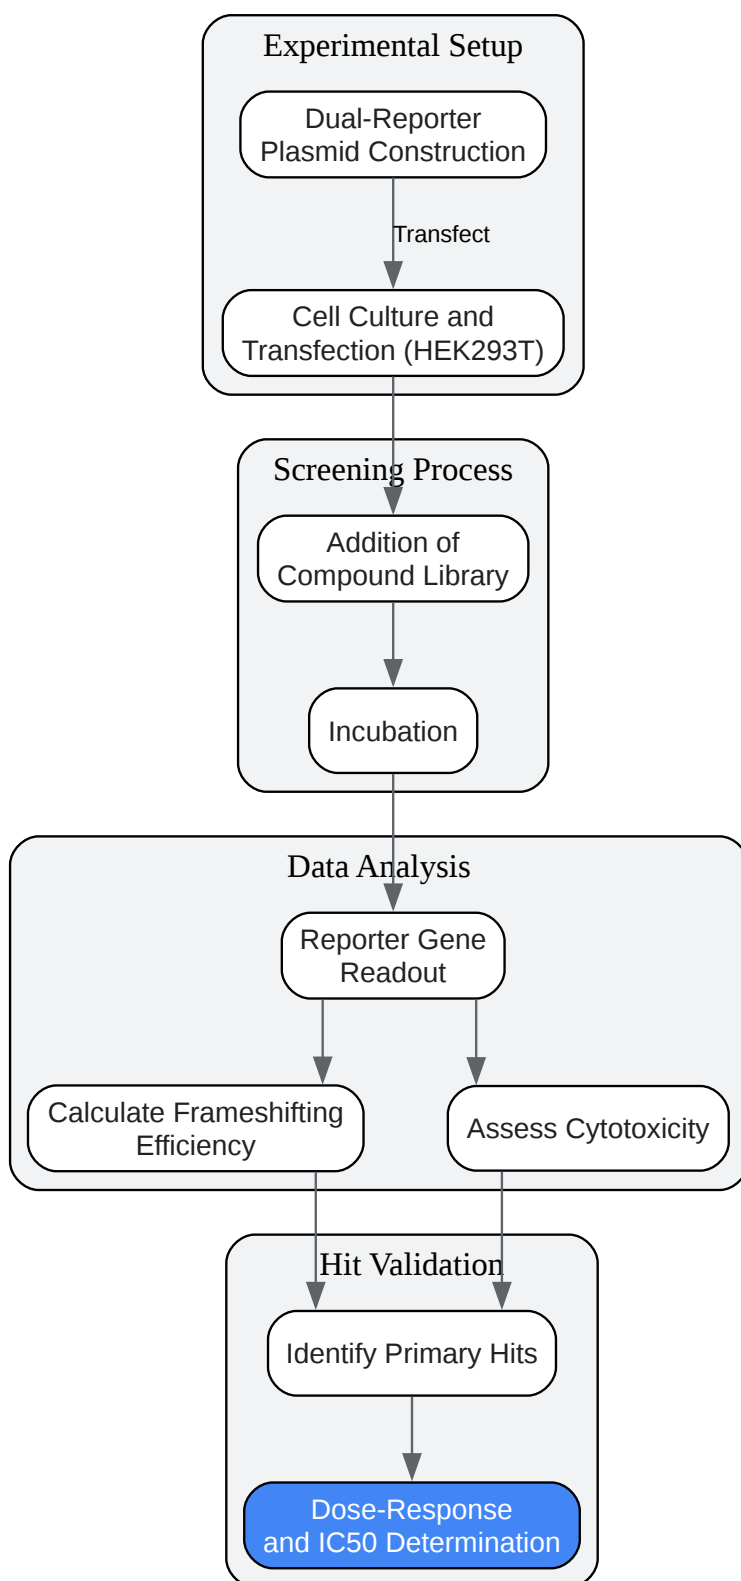 Experimental Setup
Dual-Reporter
Plasmid Construction
Transfect
Cell Culture and
Transfection (HEK293T)
Screening Process
Addition of
Compound Library
Incubation
Data Analysis
Reporter Gene
Readout
Calculate Frameshifting
Efficiency
Assess Cytotoxicity
Hit Validation
Identify Primary Hits
Dose-Response
and IC50 Determination